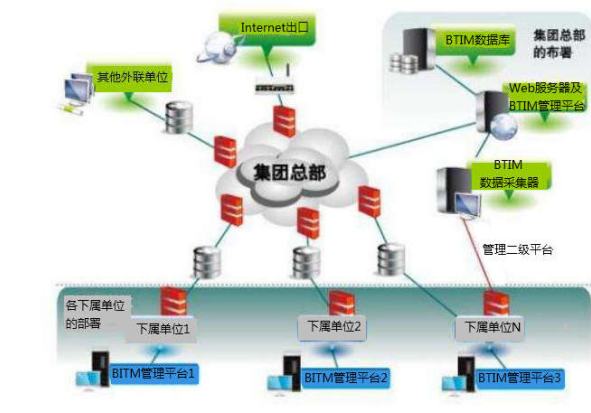 Internet出口
BTIM数据库
集团总部
的布署
其他外联单位
Web服务器及
BTIM管理平台
集团总部
BTIM
数据采集器
管理二级平台
各下属单位
的部署
下属单位1
下属单位2
下属单位N
BITM管理平台1
BITM管理平台2
BTIM管理平台3